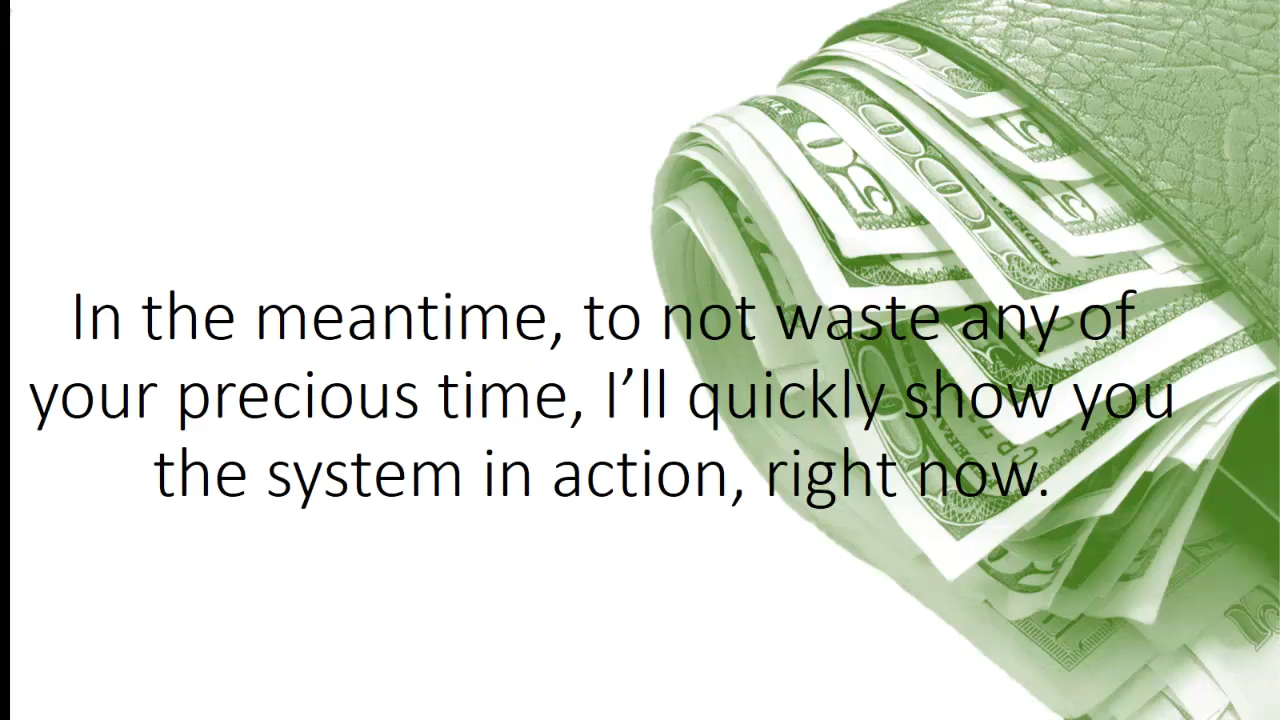 In the meantime, to not waste any of
your precious time, I’ll quickly show you
the system in action, right now.